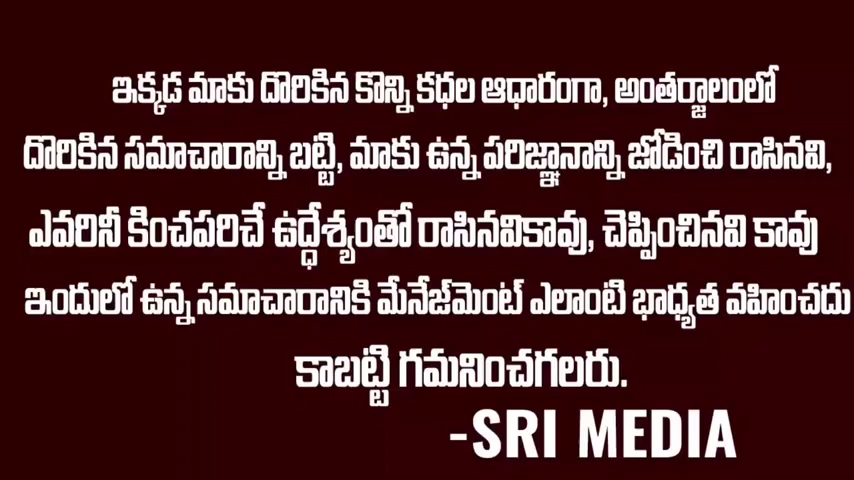 ఇక్కడ మాకు దొరికిన కొన్ని కధల ఆధారంగా, అంతర్జాలంలో
దొరికిన సమాచారాన్ని బట్టి, మాకు ఉన్న పరిజ్ఞానాన్ని జోడించి రాసినవి,
ఎవరినీ కించపరిచే ఉద్ధేశ్యంతో రాసినవికావు, చెప్పించినవి కావు
ఇందులో ఉన్న సమాచారానికి మేనేజ్‌మెంట్ ఎలాంటి భాధ్యత వహించదు
కాబట్టి గమనించగలరు.
-SRI MEDIA